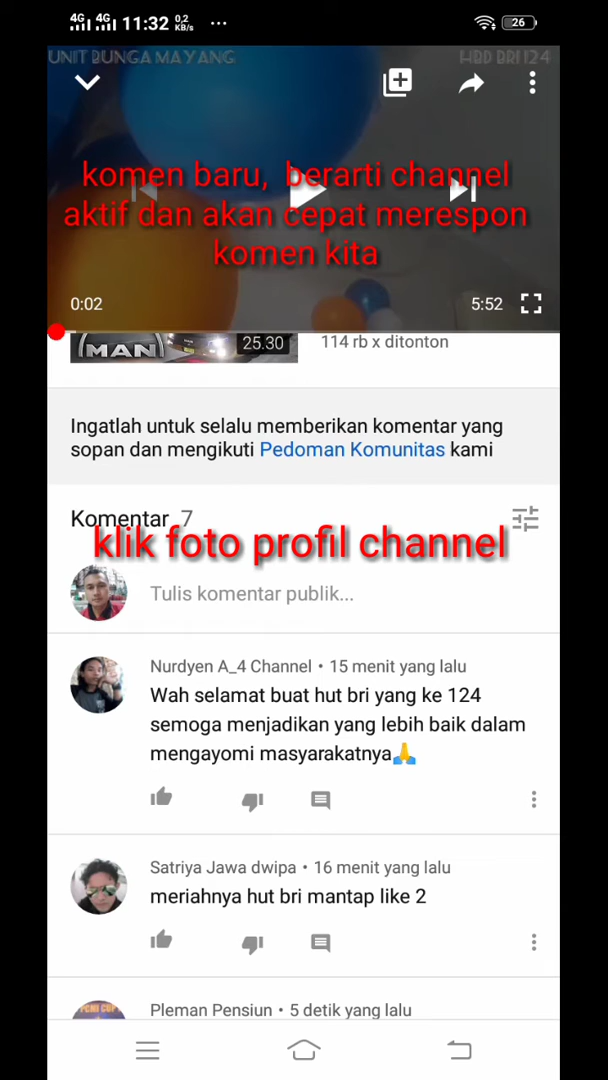 4G 4G 11:32 0,2 KB/s ... 26
UNIT BUNGA MAYANG
HBD BRI 124
komen baru, berarti channel
aktif dan akan cepat merespon
komen kita
0:02
5:52
MAN
25.30
114 rb x ditonton
Ingatlah untuk selalu memberikan komentar yang
sopan dan mengikuti Pedoman Komunitas kami
Komentar 7
klik foto profil channel
Tulis komentar publik...
Nurdyen A_4 Channel • 15 menit yang lalu
Wah selamat buat hut bri yang ke 124
semoga menjadikan yang lebih baik dalam
mengayomi masyarakatnya🙏
Satriya Jawa dwipa • 16 menit yang lalu
meriahnya hut bri mantap like 2
Pleman Pensiun • 5 detik yang lalu